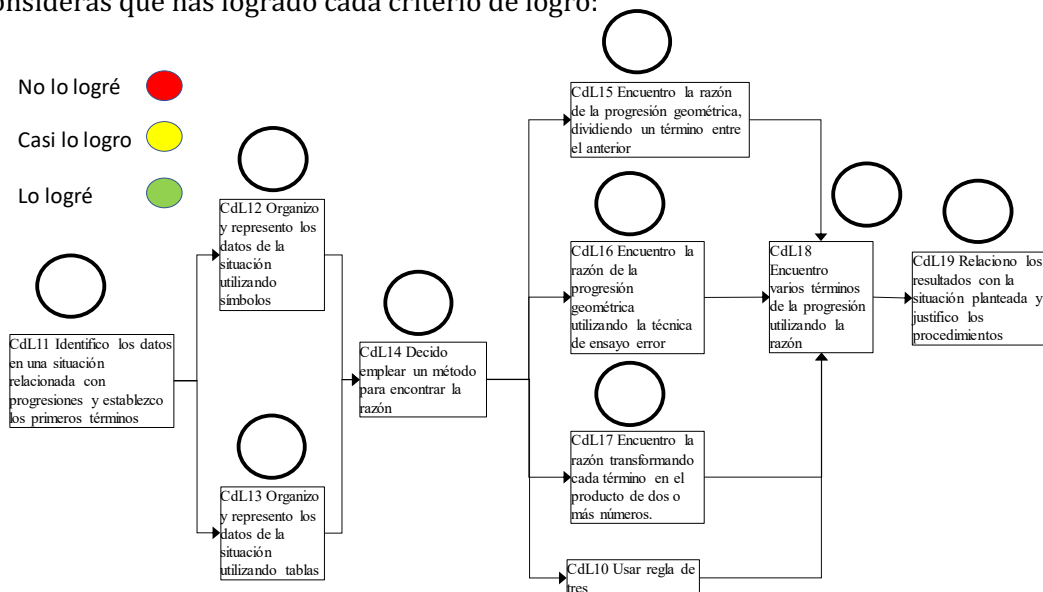 consideras que has logrado cada criterio de logro:
No lo logré
Casi lo logro
Lo logré
CdL11 Identifico los datos
en una situación
relacionada con
progresiones y establezco
los primeros términos
CdL12 Organizo
y represento los
datos de la
situación
utilizando
símbolos
CdL13 Organizo
y represento los
datos de la
situación
utilizando tablas
CdL14 Decido
emplear un método
para encontrar la
razón
CdL15 Encuentro la razón
de la progresión geométrica,
dividiendo un término entre
el anterior
CdL16 Encuentro la
razón de la
progresión
geométrica
utilizando la técnica
de ensayo error
CdL17 Encuentro la
razón transformando
cada término en el
producto de dos o
más números.
CdL10 Usar regla de
tres
CdL18
Encuentro
varios términos
de la progresión
utilizando la
razón
CdL19 Relaciono los
resultados con la
situación planteada y
justifico los
procedimientos